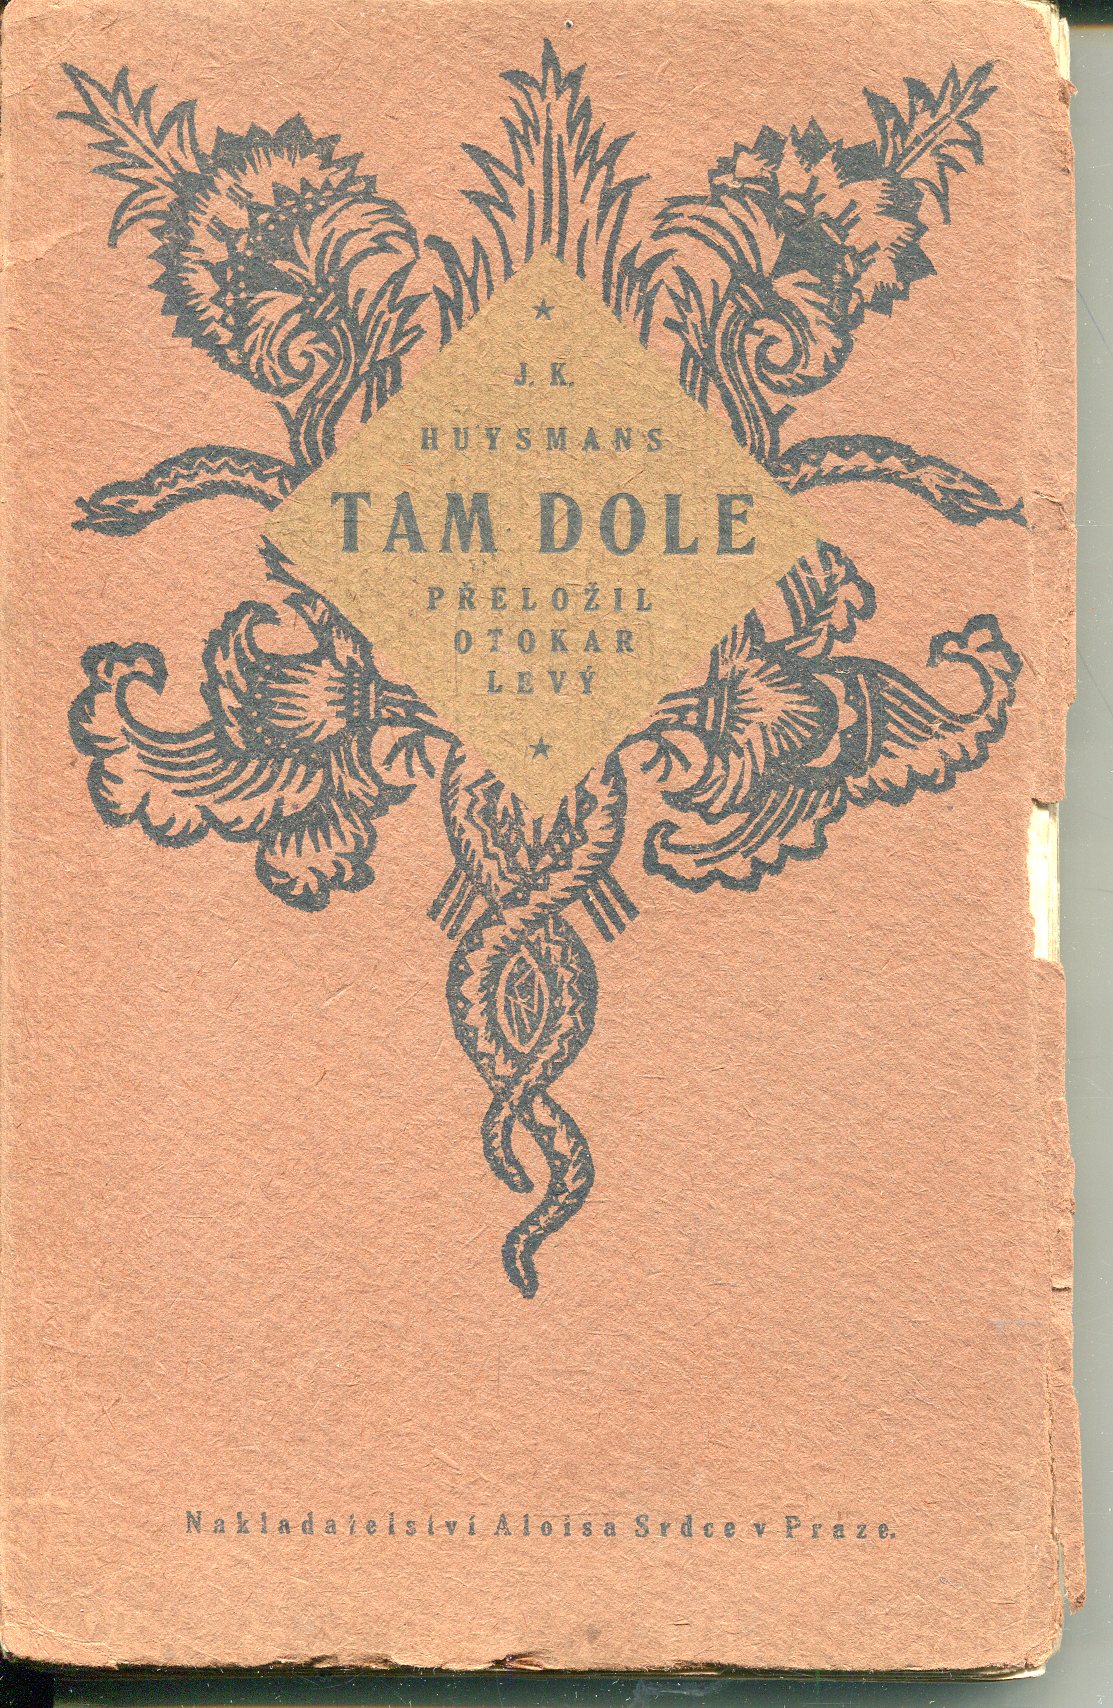 J. K.
HUYSMANS
TAM DOLE
PŘELOŽIL
OTOKAR
LEVÝ
Nakladatelství Aloisa Srdce v Praze.